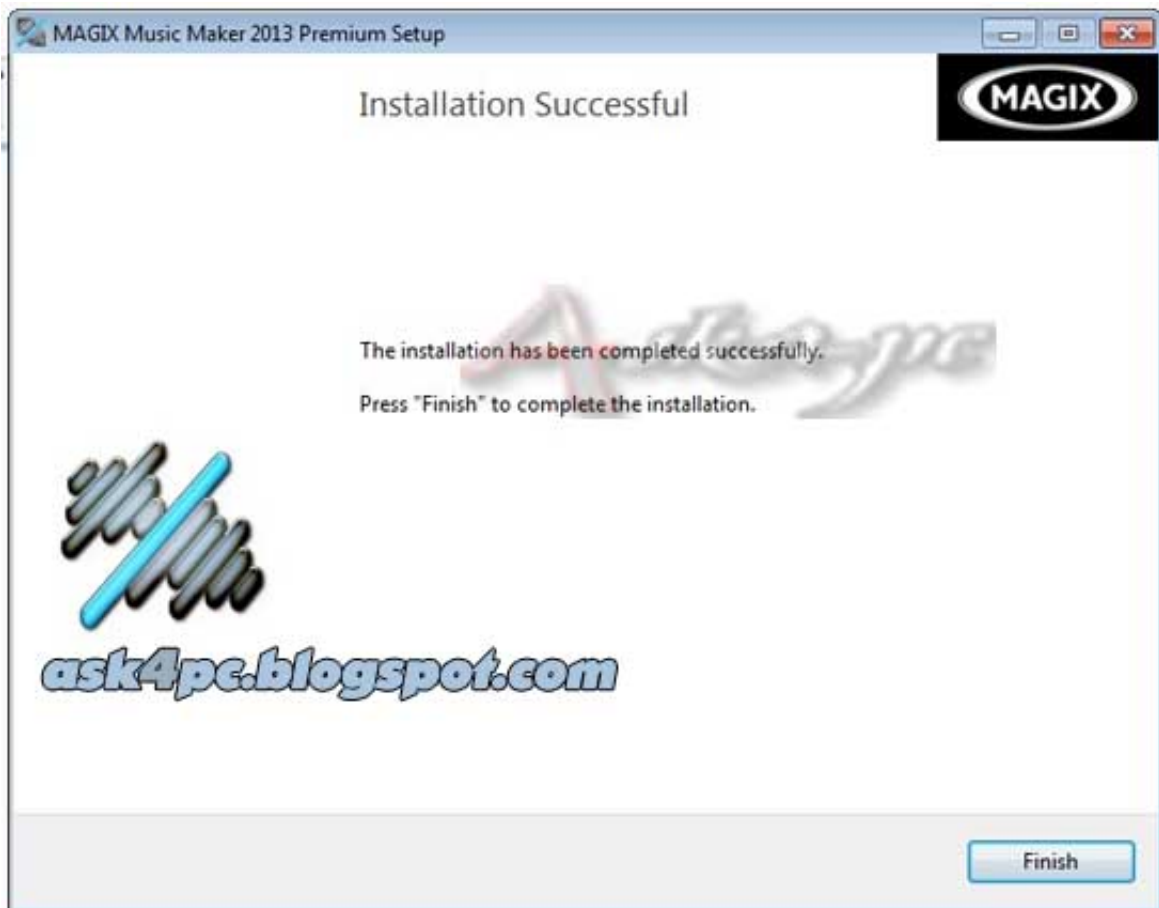 MAGIX Music Maker 2013 Premium Setup
Installation Successful
MAGIX
The installation has been completed successfully.
Press "Finish" to complete the installation.
ask4pc.blogspot.com
Finish